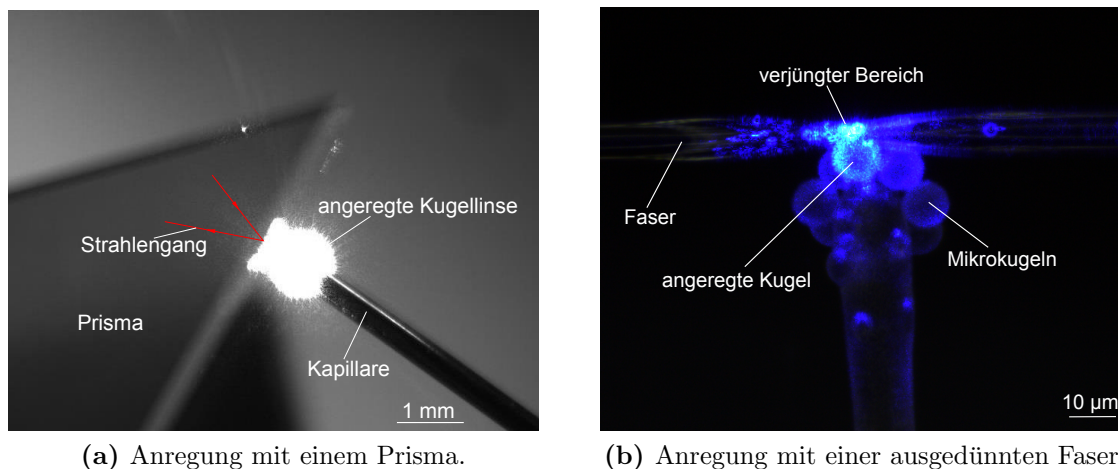 angeregte Kugellinse
Strahlengang
Prisma
Kapillare
1 mm
(a) Anregung mit einem Prisma.
verjüngter Bereich
Faser
angeregte Kugel
Mikrokugeln
10 µm
(b) Anregung mit einer ausgedünnten Faser